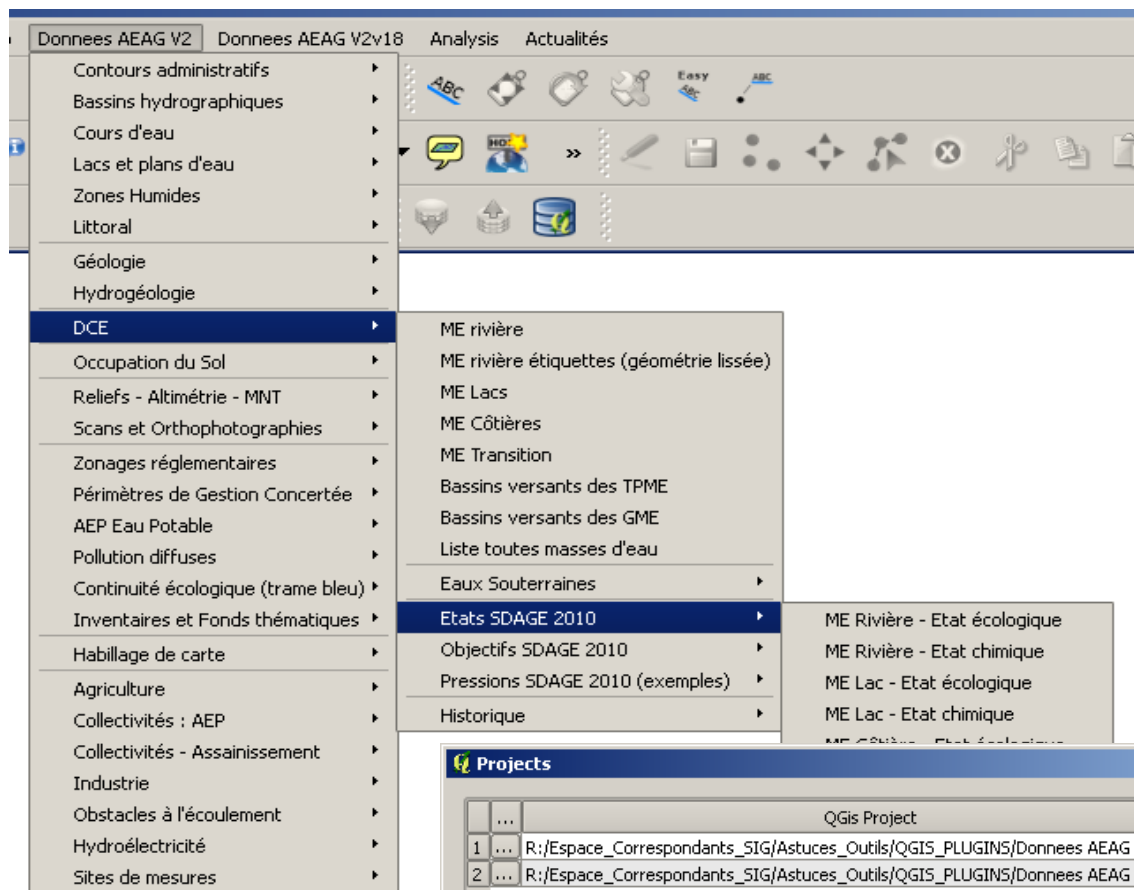 Donnees AEAG V2 Donnees AEAG V2v18 Analysis Actualités
Contours administratifs
Bassins hydrographiques
Cours d'eau
Lacs et plans d'eau
Zones Humides
Littoral
Géologie
Hydrogéologie
DCE
Occupation du Sol
Reliefs - Altimétrie - MNT
Scans et Orthophotographies
Zonages réglementaires
Périmètres de Gestion Concertée
AEP Eau Potable
Pollution diffuses
Continuité écologique (trame bleu)
Inventaires et Fonds thématiques
Habillage de carte
Agriculture
Collectivités : AEP
Collectivités - Assainissement
Industrie
Obstacles à l'écoulement
Hydroélectricité
Sites de mesures
ABC
Easy
ABC
ABC
HO
ME rivière
ME rivière étiquettes (géométrie lissée)
ME Lacs
ME Côtières
ME Transition
Bassins versants des TPME
Bassins versants des GME
Liste toutes masses d'eau
Eaux Souterraines
Etats SDAGE 2010
Objectifs SDAGE 2010
Pressions SDAGE 2010 (exemples)
Historique
ME Rivière - Etat écologique
ME Rivière - Etat chimique
ME Lac - Etat écologique
ME Lac - Etat chimique
ME Côtière - Etat écologique
Projects
... QGis Project
1 ... R:/Espace_Correspondants_SIG/Astuces_Outils/QGIS_PLUGINS/Donnees AEAG
2 ... R:/Espace_Correspondants_SIG/Astuces_Outils/QGIS_PLUGINS/Donnees AEAG